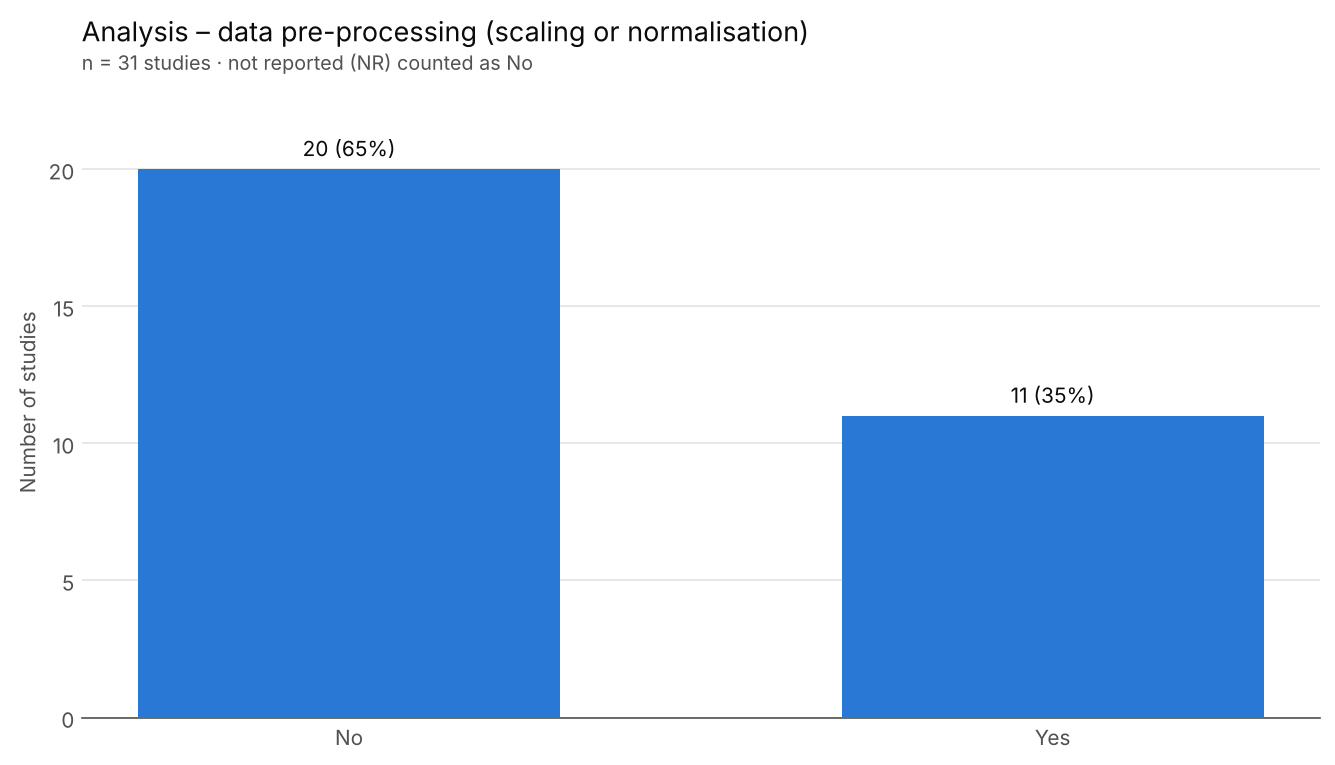 Analysis – data pre-processing (scaling or normalisation)
n = 31 studies · not reported (NR) counted as No
20 (65%)
11 (35%)
Number of studies
20
15
10
5
0
No
Yes